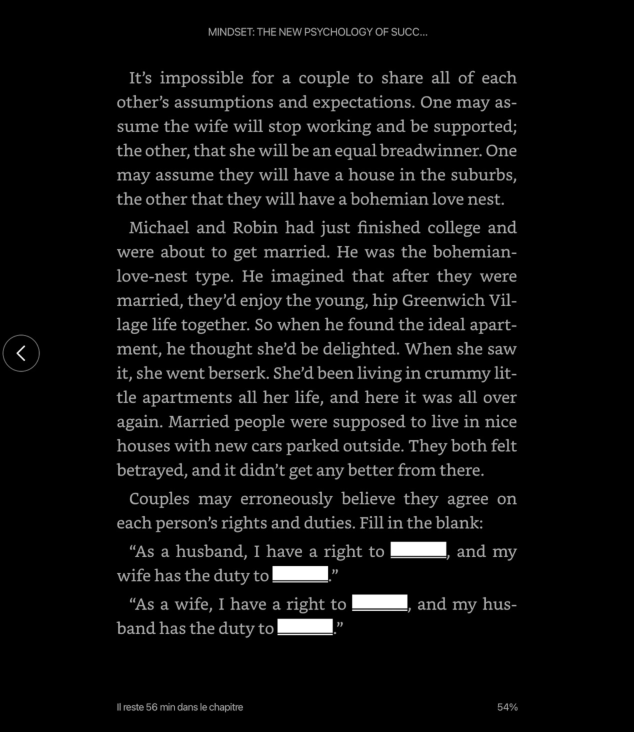 MINDSET: THE NEW PSYCHOLOGY OF SUCC...
It’s impossible for a couple to share all of each
other’s assumptions and expectations. One may as-
sume the wife will stop working and be supported;
the other, that she will be an equal breadwinner. One
may assume they will have a house in the suburbs,
the other that they will have a bohemian love nest.
Michael and Robin had just finished college and
were about to get married. He was the bohemian-
love-nest type. He imagined that after they were
married, they’d enjoy the young, hip Greenwich Vil-
lage life together. So when he found the ideal apart-
ment, he thought she’d be delighted. When she saw
it, she went berserk. She’d been living in crummy lit-
tle apartments all her life, and here it was all over
again. Married people were supposed to live in nice
houses with new cars parked outside. They both felt
betrayed, and it didn’t get any better from there.
Couples may erroneously believe they agree on
each person’s rights and duties. Fill in the blank:
“As a husband, I have a right to , and my
wife has the duty to .”
“As a wife, I have a right to , and my hus-
band has the duty to .”
Il reste 56 min dans le chapitre
54%